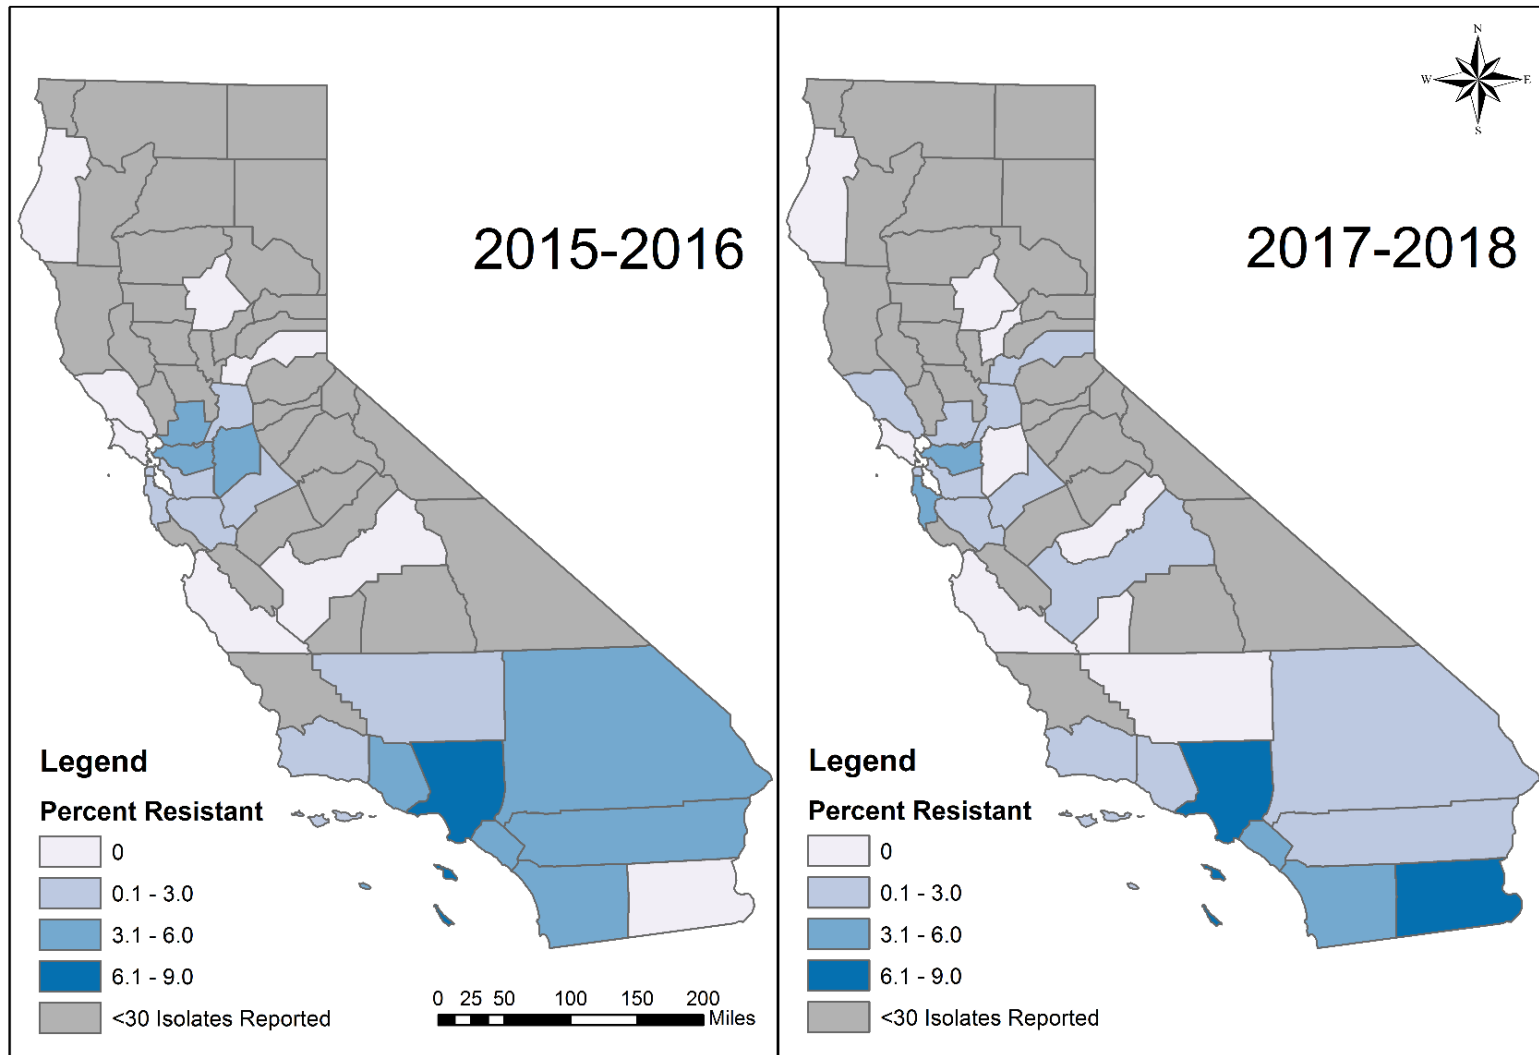 N
W E
S
2015-2016
2017-2018
Legend
Percent Resistant
0
0.1 - 3.0
3.1 - 6.0
6.1 - 9.0
<30 Isolates Reported
0 25 50 100 150 200
Miles
Legend
Percent Resistant
0
0.1 - 3.0
3.1 - 6.0
6.1 - 9.0
<30 Isolates Reported